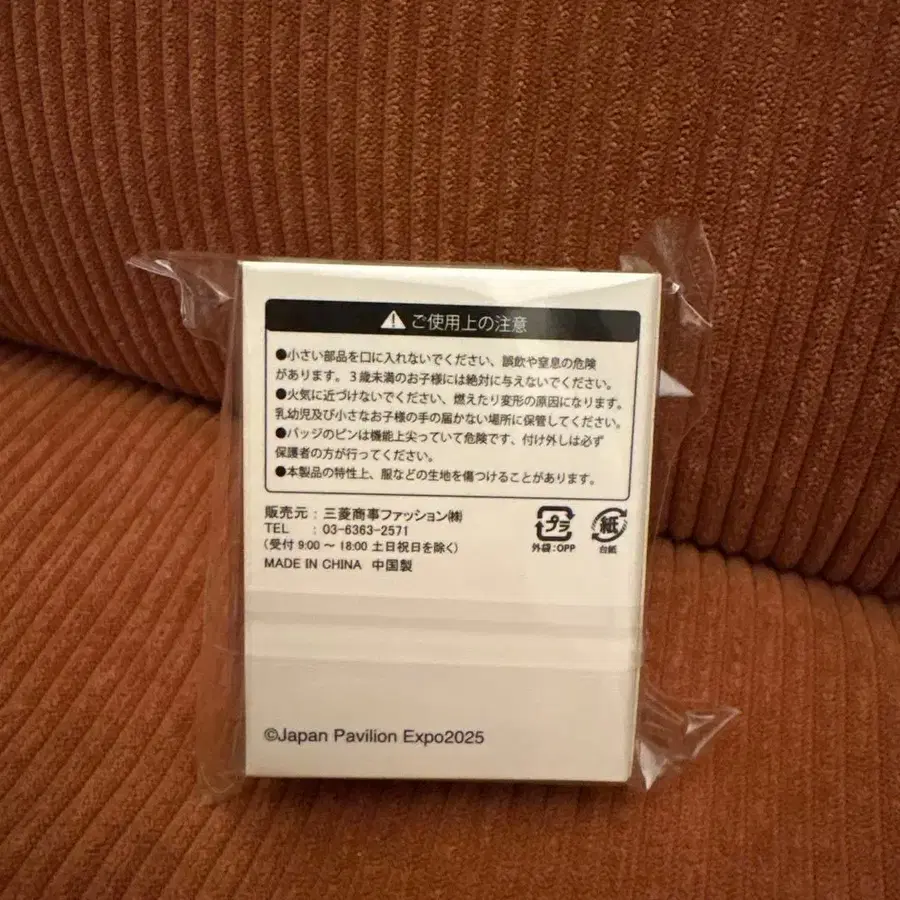 ⚠ ご使用上の注意
●小さい部品を口に入れないでください、誤飲や窒息の危険
があります。3歳未満のお子様には絶対に与えないでください。
●火気に近づけないでください、燃えたり変形の原因になります。
乳幼児及び小さなお子様の手の届かない場所に保管してください。
●バッジのピンは機能上尖っていて危険です、付け外しは必ず
保護者の方が行ってください。
●本製品の特性上、服などの生地を傷つけることがあります。
販売元：三菱商事ファッション㈱
TEL ：03-6363-2571
(受付 9:00 ～ 18:00 土日祝日を除く)
MADE IN CHINA 中国製
プラ
外袋:OPP
紙
台紙
©Japan Pavilion Expo2025